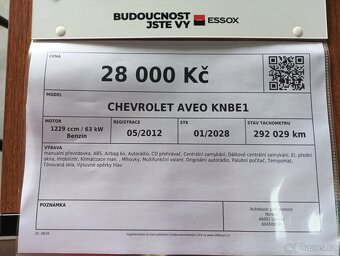 BUDOUCNOST
JSTE VY
ESSOX
CENA
28 000 Kč
MODEL
CHEVROLET AVEO KNBE1
MOTOR
REGISTRACE
STK
STAV TACHOMETRU
1229 ccm / 63 kW
Benzin
05/2012
01/2028
292 029 km
VÝBAVA
manuální převodovka, ABS, Airbag 6x, Autorádio, CD přehrávač, Centrální zamykání, Dálkové centrální zamykání, El. přední
okna, Imobilizér, Klimatizace man., Mlhovky, Multifunkční volant, Originální autorádio, Palubní počítač, Tempomat,
Tónovaná skla, Výsuvné opěrky hlav
POZNÁMKA
Bazoš.cz